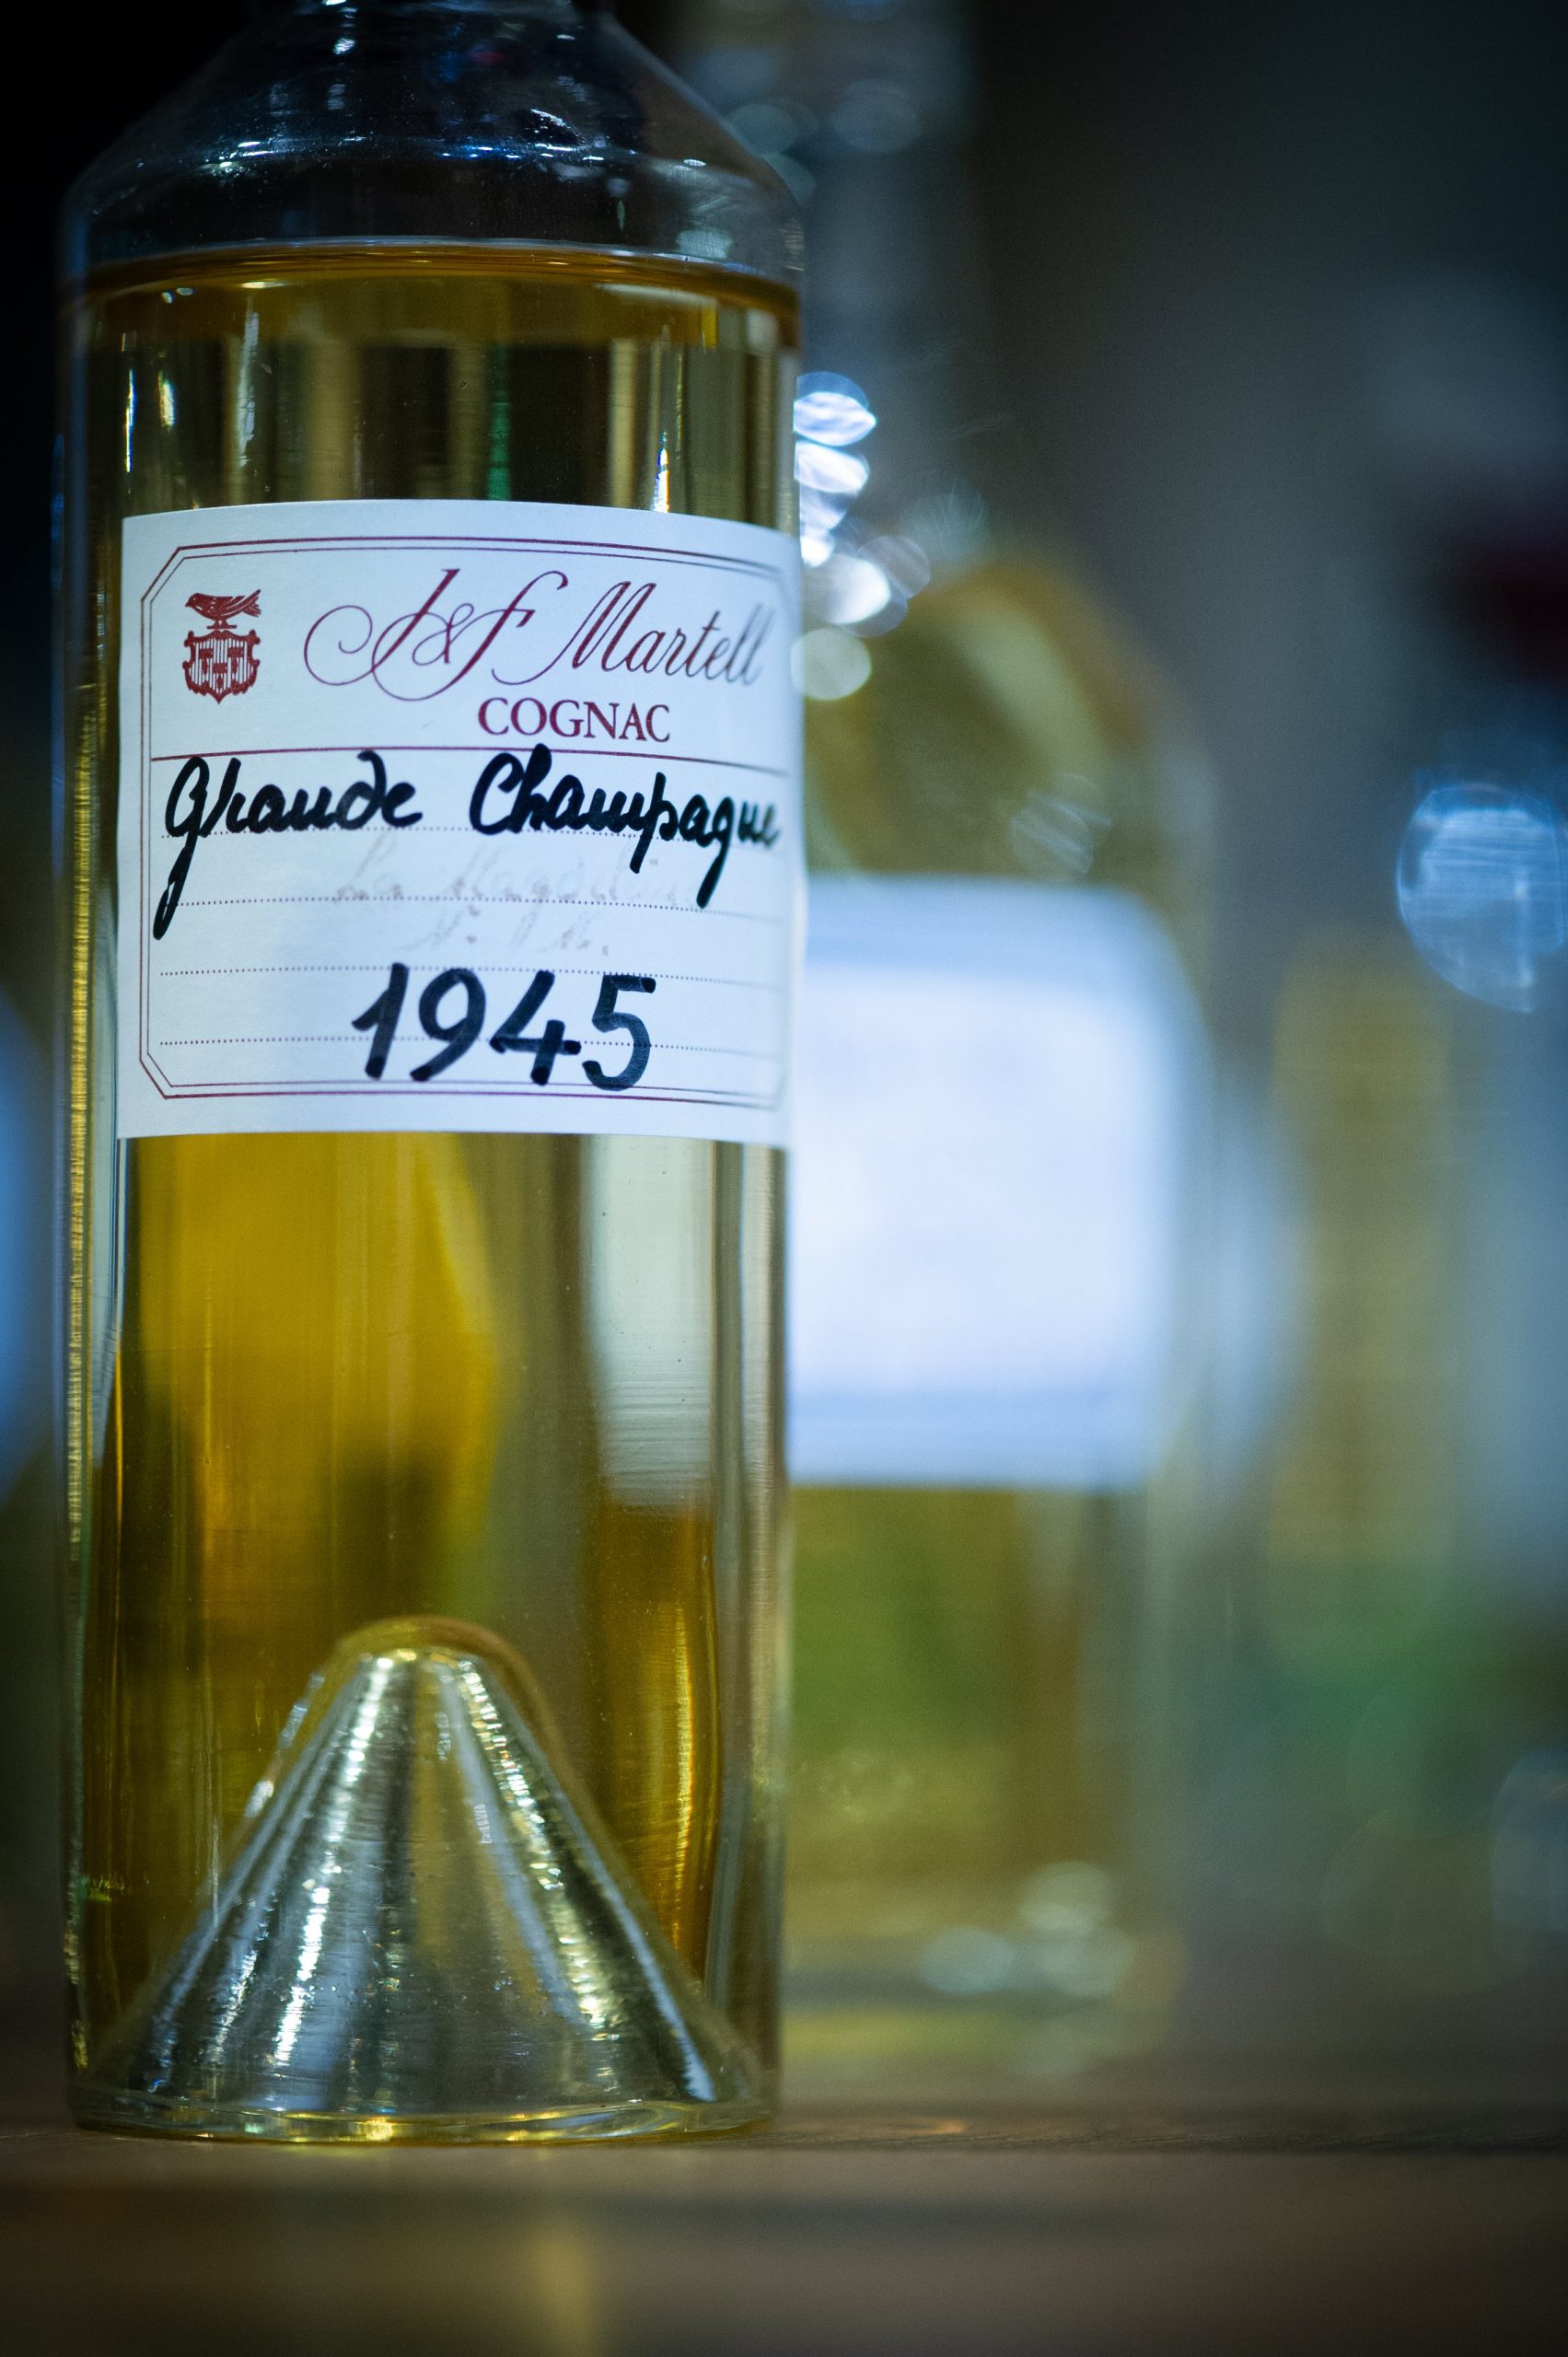 J&F Martell
COGNAC
Grande Champagne
1945